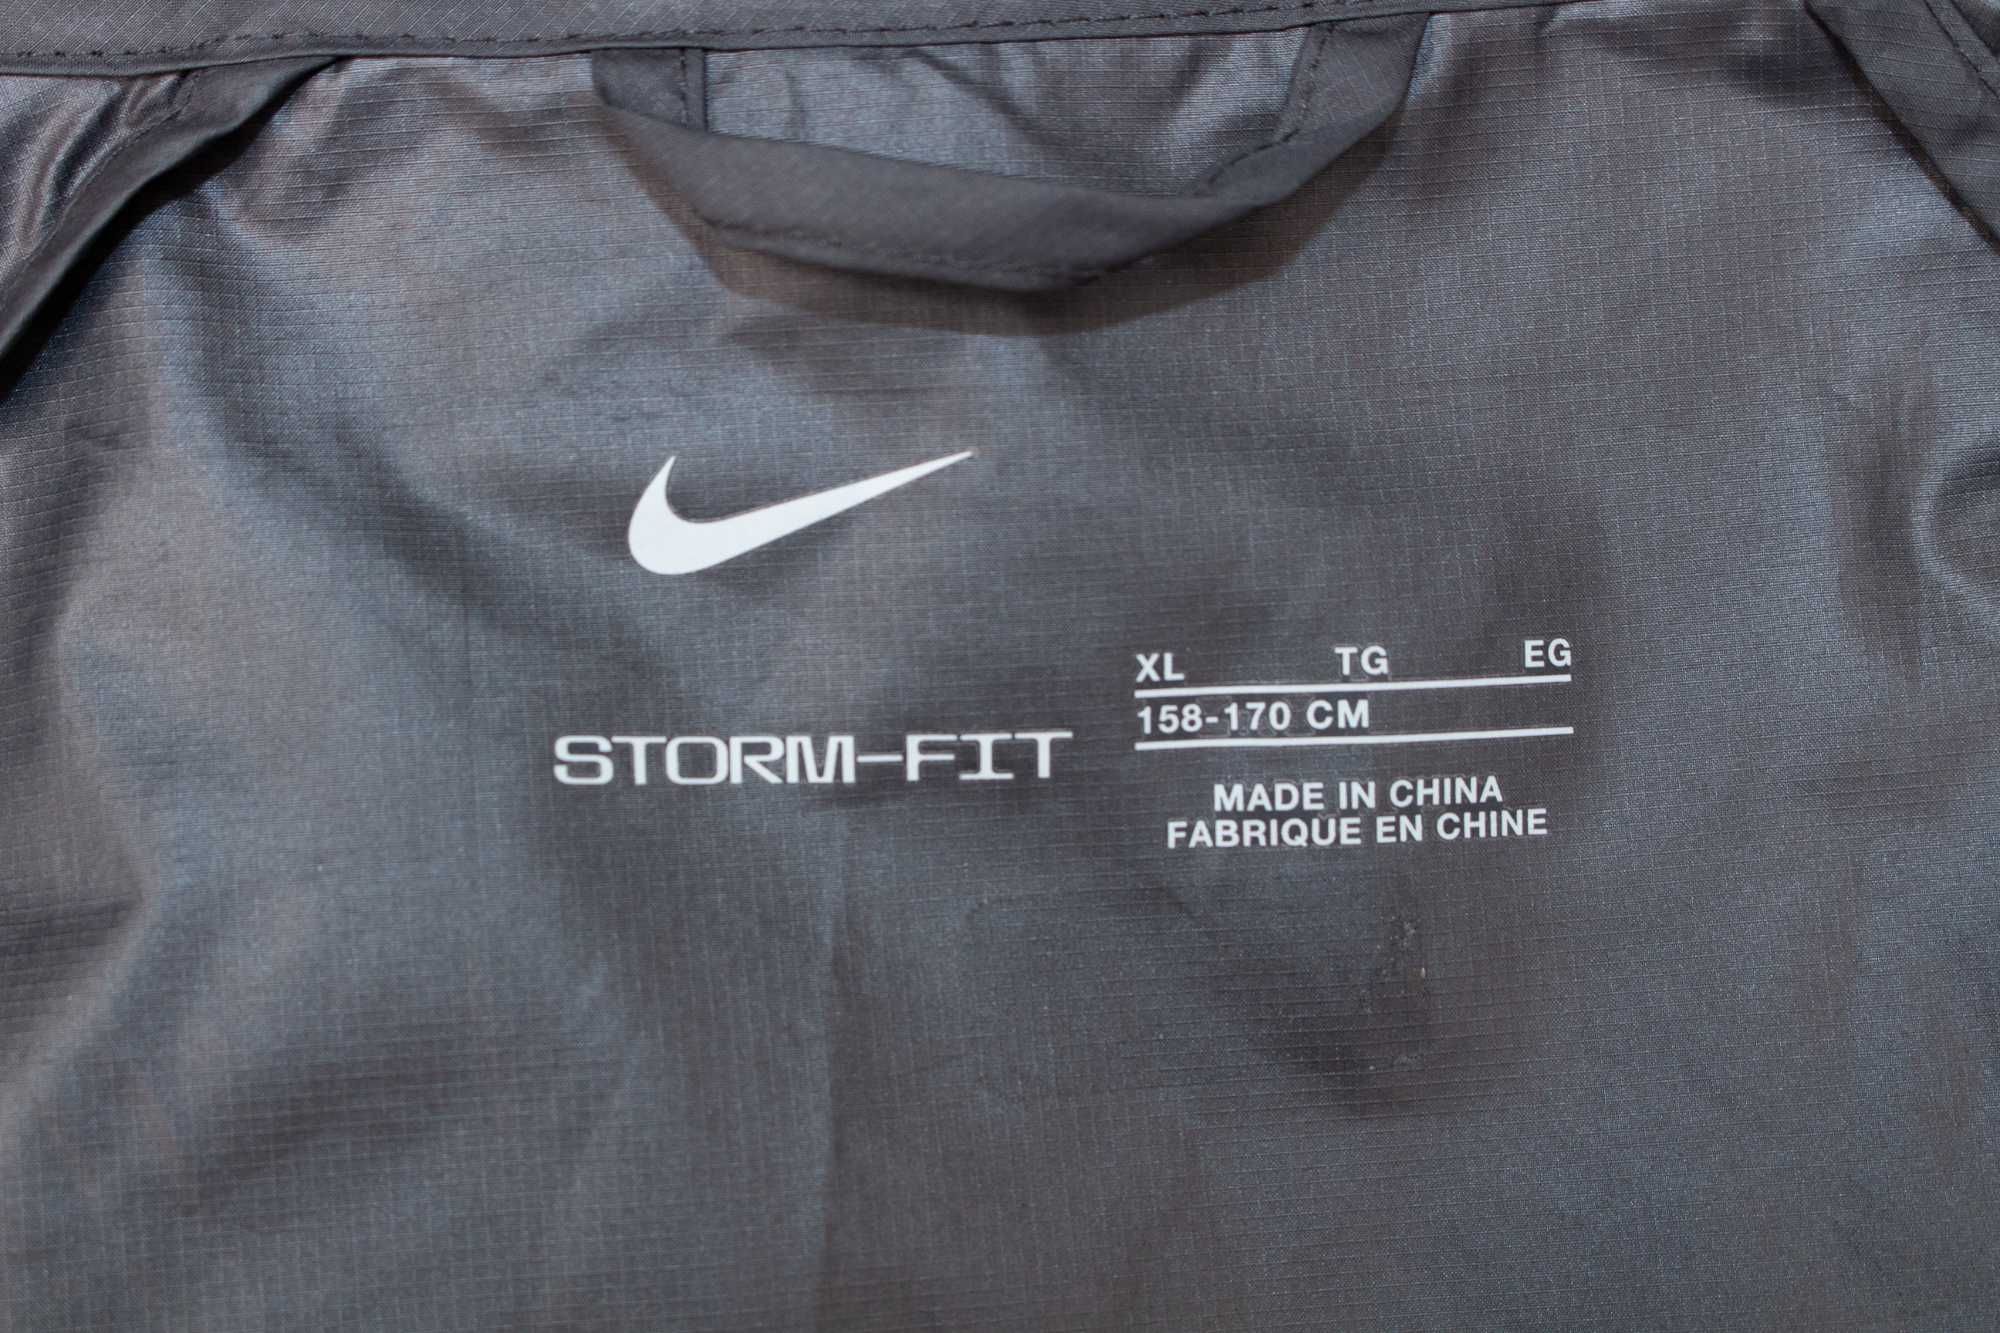 XL TG EG
158-170 CM
STORM-FIT
MADE IN CHINA
FABRIQUE EN CHINE